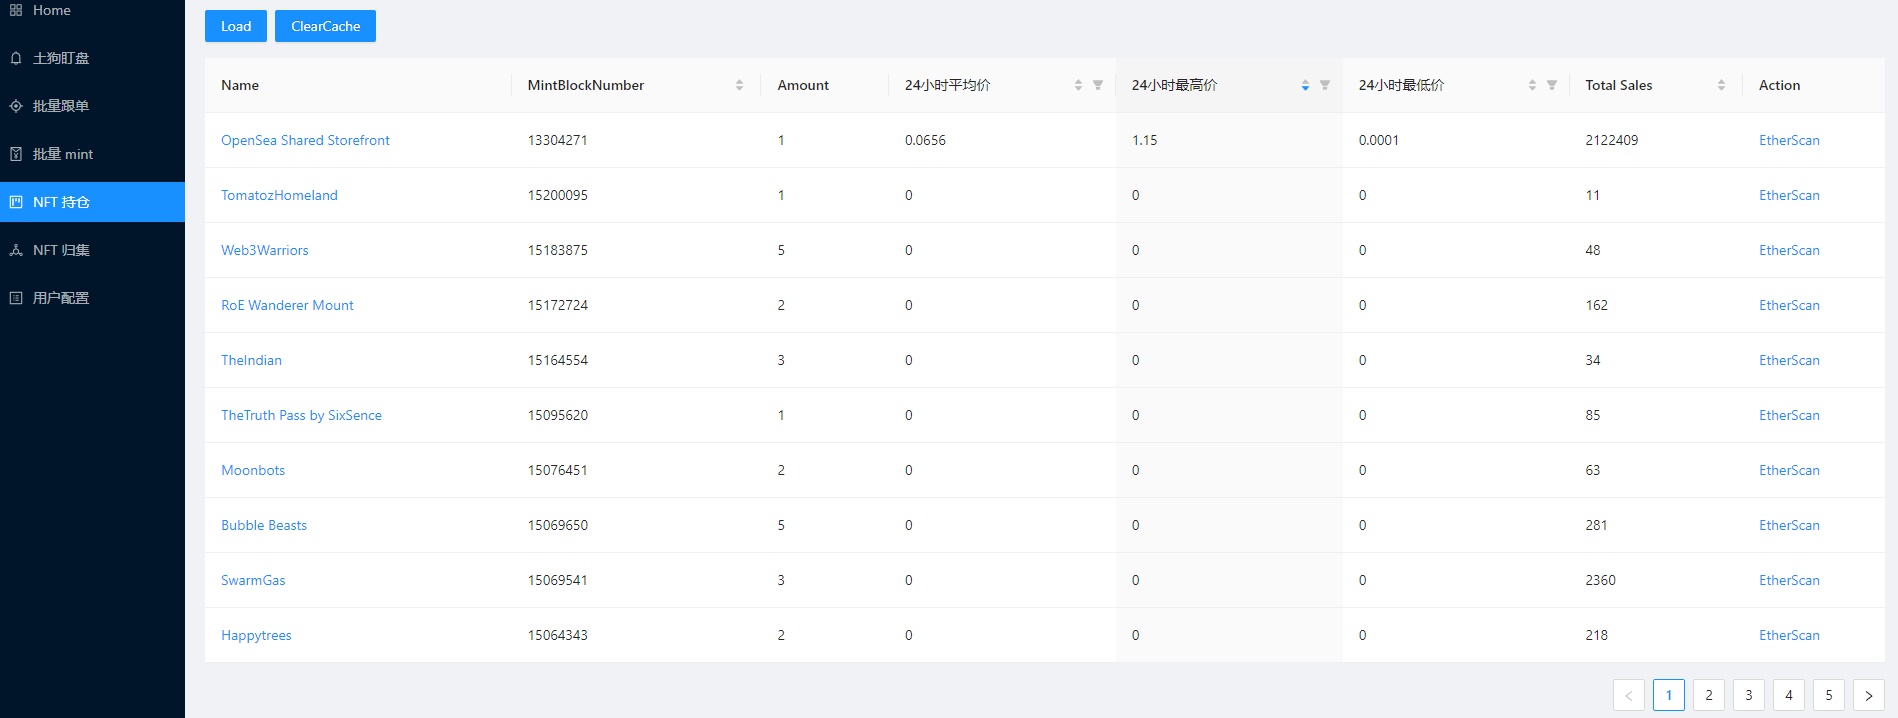 Home
土狗盯盘
批量跟单
批量 mint
NFT 持仓
NFT 归集
用户配置
Load ClearCache
Name MintBlockNumber Amount 24小时平均价 24小时最高价 24小时最低价 Total Sales Action
OpenSea Shared Storefront 13304271 1 0.0656 1.15 0.0001 2122409 EtherScan
TomatozHomeland 15200095 1 0 0 0 11 EtherScan
Web3Warriors 15183875 5 0 0 0 48 EtherScan
RoE Wanderer Mount 15172724 2 0 0 0 162 EtherScan
TheIndian 15164554 3 0 0 0 34 EtherScan
TheTruth Pass by SixSence 15095620 1 0 0 0 85 EtherScan
Moonbots 15076451 2 0 0 0 63 EtherScan
Bubble Beasts 15069650 5 0 0 0 281 EtherScan
SwarmGas 15069541 3 0 0 0 2360 EtherScan
Happytrees 15064343 2 0 0 0 218 EtherScan
< 1 2 3 4 5 >